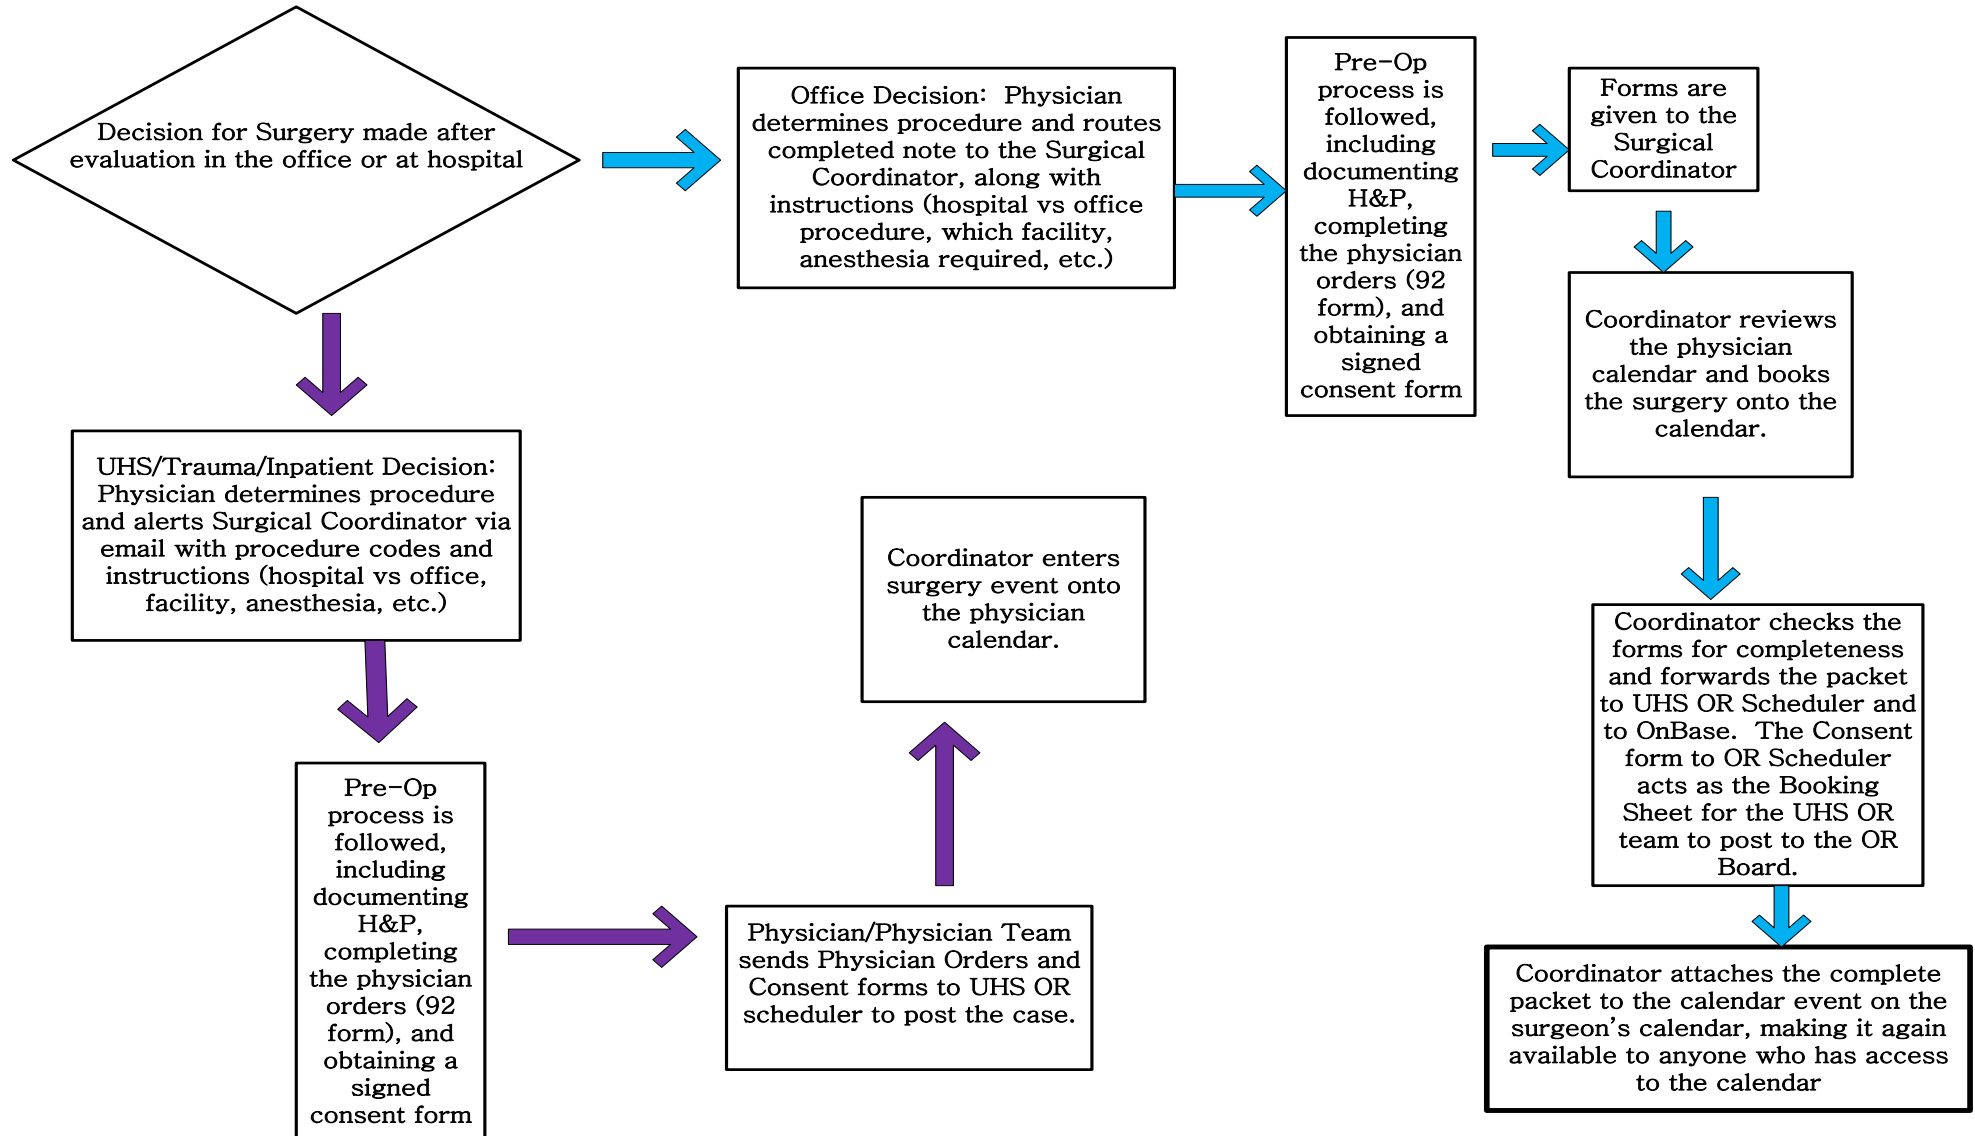 Decision for Surgery made after
evaluation in the office or at hospital
Office Decision:  Physician
determines procedure and routes
completed note to the Surgical
Coordinator, along with
instructions (hospital vs office
procedure, which facility,
anesthesia required, etc.)
Pre-Op
process is
followed,
including
documenting
H&P,
completing
the physician
orders (92
form), and
obtaining a
signed
consent form
Forms are
given to the
Surgical
Coordinator
Coordinator reviews
the physician
calendar and books
the surgery onto the
calendar.
Coordinator checks the
forms for completeness
and forwards the packet
to UHS OR Scheduler and
to OnBase.  The Consent
form to OR Scheduler
acts as the Booking
Sheet for the UHS OR
team to post to the OR
Board.
Coordinator attaches the complete
packet to the calendar event on the
surgeon's calendar, making it again
available to anyone who has access
to the calendar
UHS/Trauma/Inpatient Decision:
Physician determines procedure
and alerts Surgical Coordinator via
email with procedure codes and
instructions (hospital vs office,
facility, anesthesia, etc.)
Pre-Op
process is
followed,
including
documenting
H&P,
completing
the physician
orders (92
form), and
obtaining a
signed
consent form
Physician/Physician Team
sends Physician Orders and
Consent forms to UHS OR
scheduler to post the case.
Coordinator enters
surgery event onto
the physician
calendar.